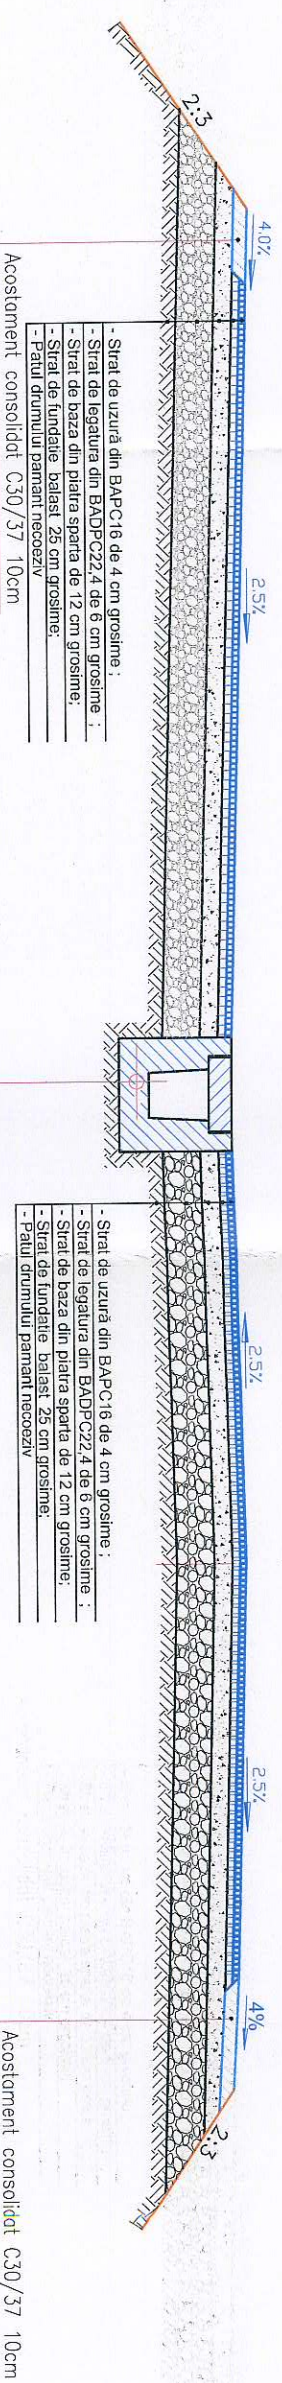 2:3
4.0%
2.5%
2.5%
2.5%
4%
2:3
- Strat de uzură din BAPC16 de 4 cm grosime ;
- Strat de legatura din BADPC22,4 de 6 cm grosime ;
- Strat de baza din piatra sparta de 12 cm grosime;
- Strat de fundatie balast 25 cm grosime;
- Patul drumului pamant necoeziv
Acostament consolidat C30/37 10cm
- Strat de uzură din BAPC16 de 4 cm grosime ;
- Strat de legatura din BADPC22,4 de 6 cm grosime ;
- Strat de baza din piatra sparta de 12 cm grosime;
- Strat de fundatie balast 25 cm grosime;
- Patul drumului pamant necoeziv
Acostament consolidat C30/37 10cm